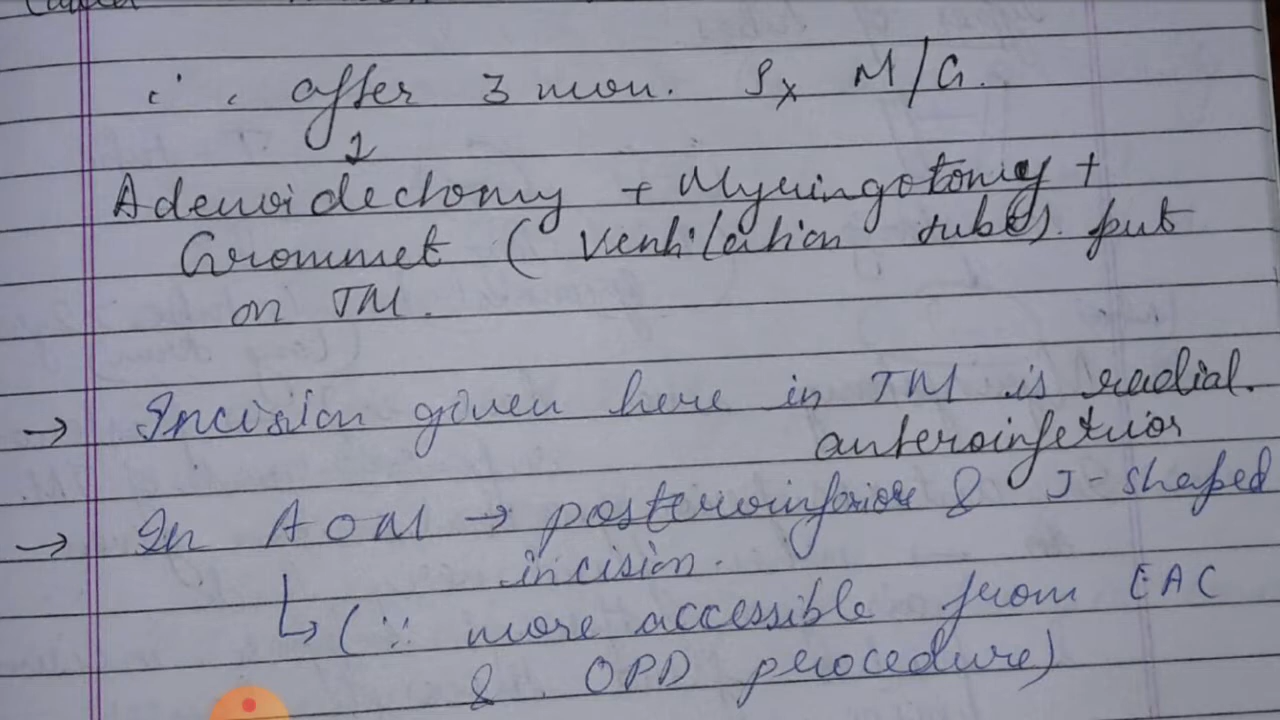 ∴ after 3 mon. Sx M/G.
Adenoidectomy + Myringotomy +
Grommet ( Ventilation tubes) put
on TM.
→ Incision given here in TM is radial.
anteroinferior
→ In AOM → posteroinferior & J-shaped
incision.
↳ (∵ more accessible from EAC
& OPD procedure)